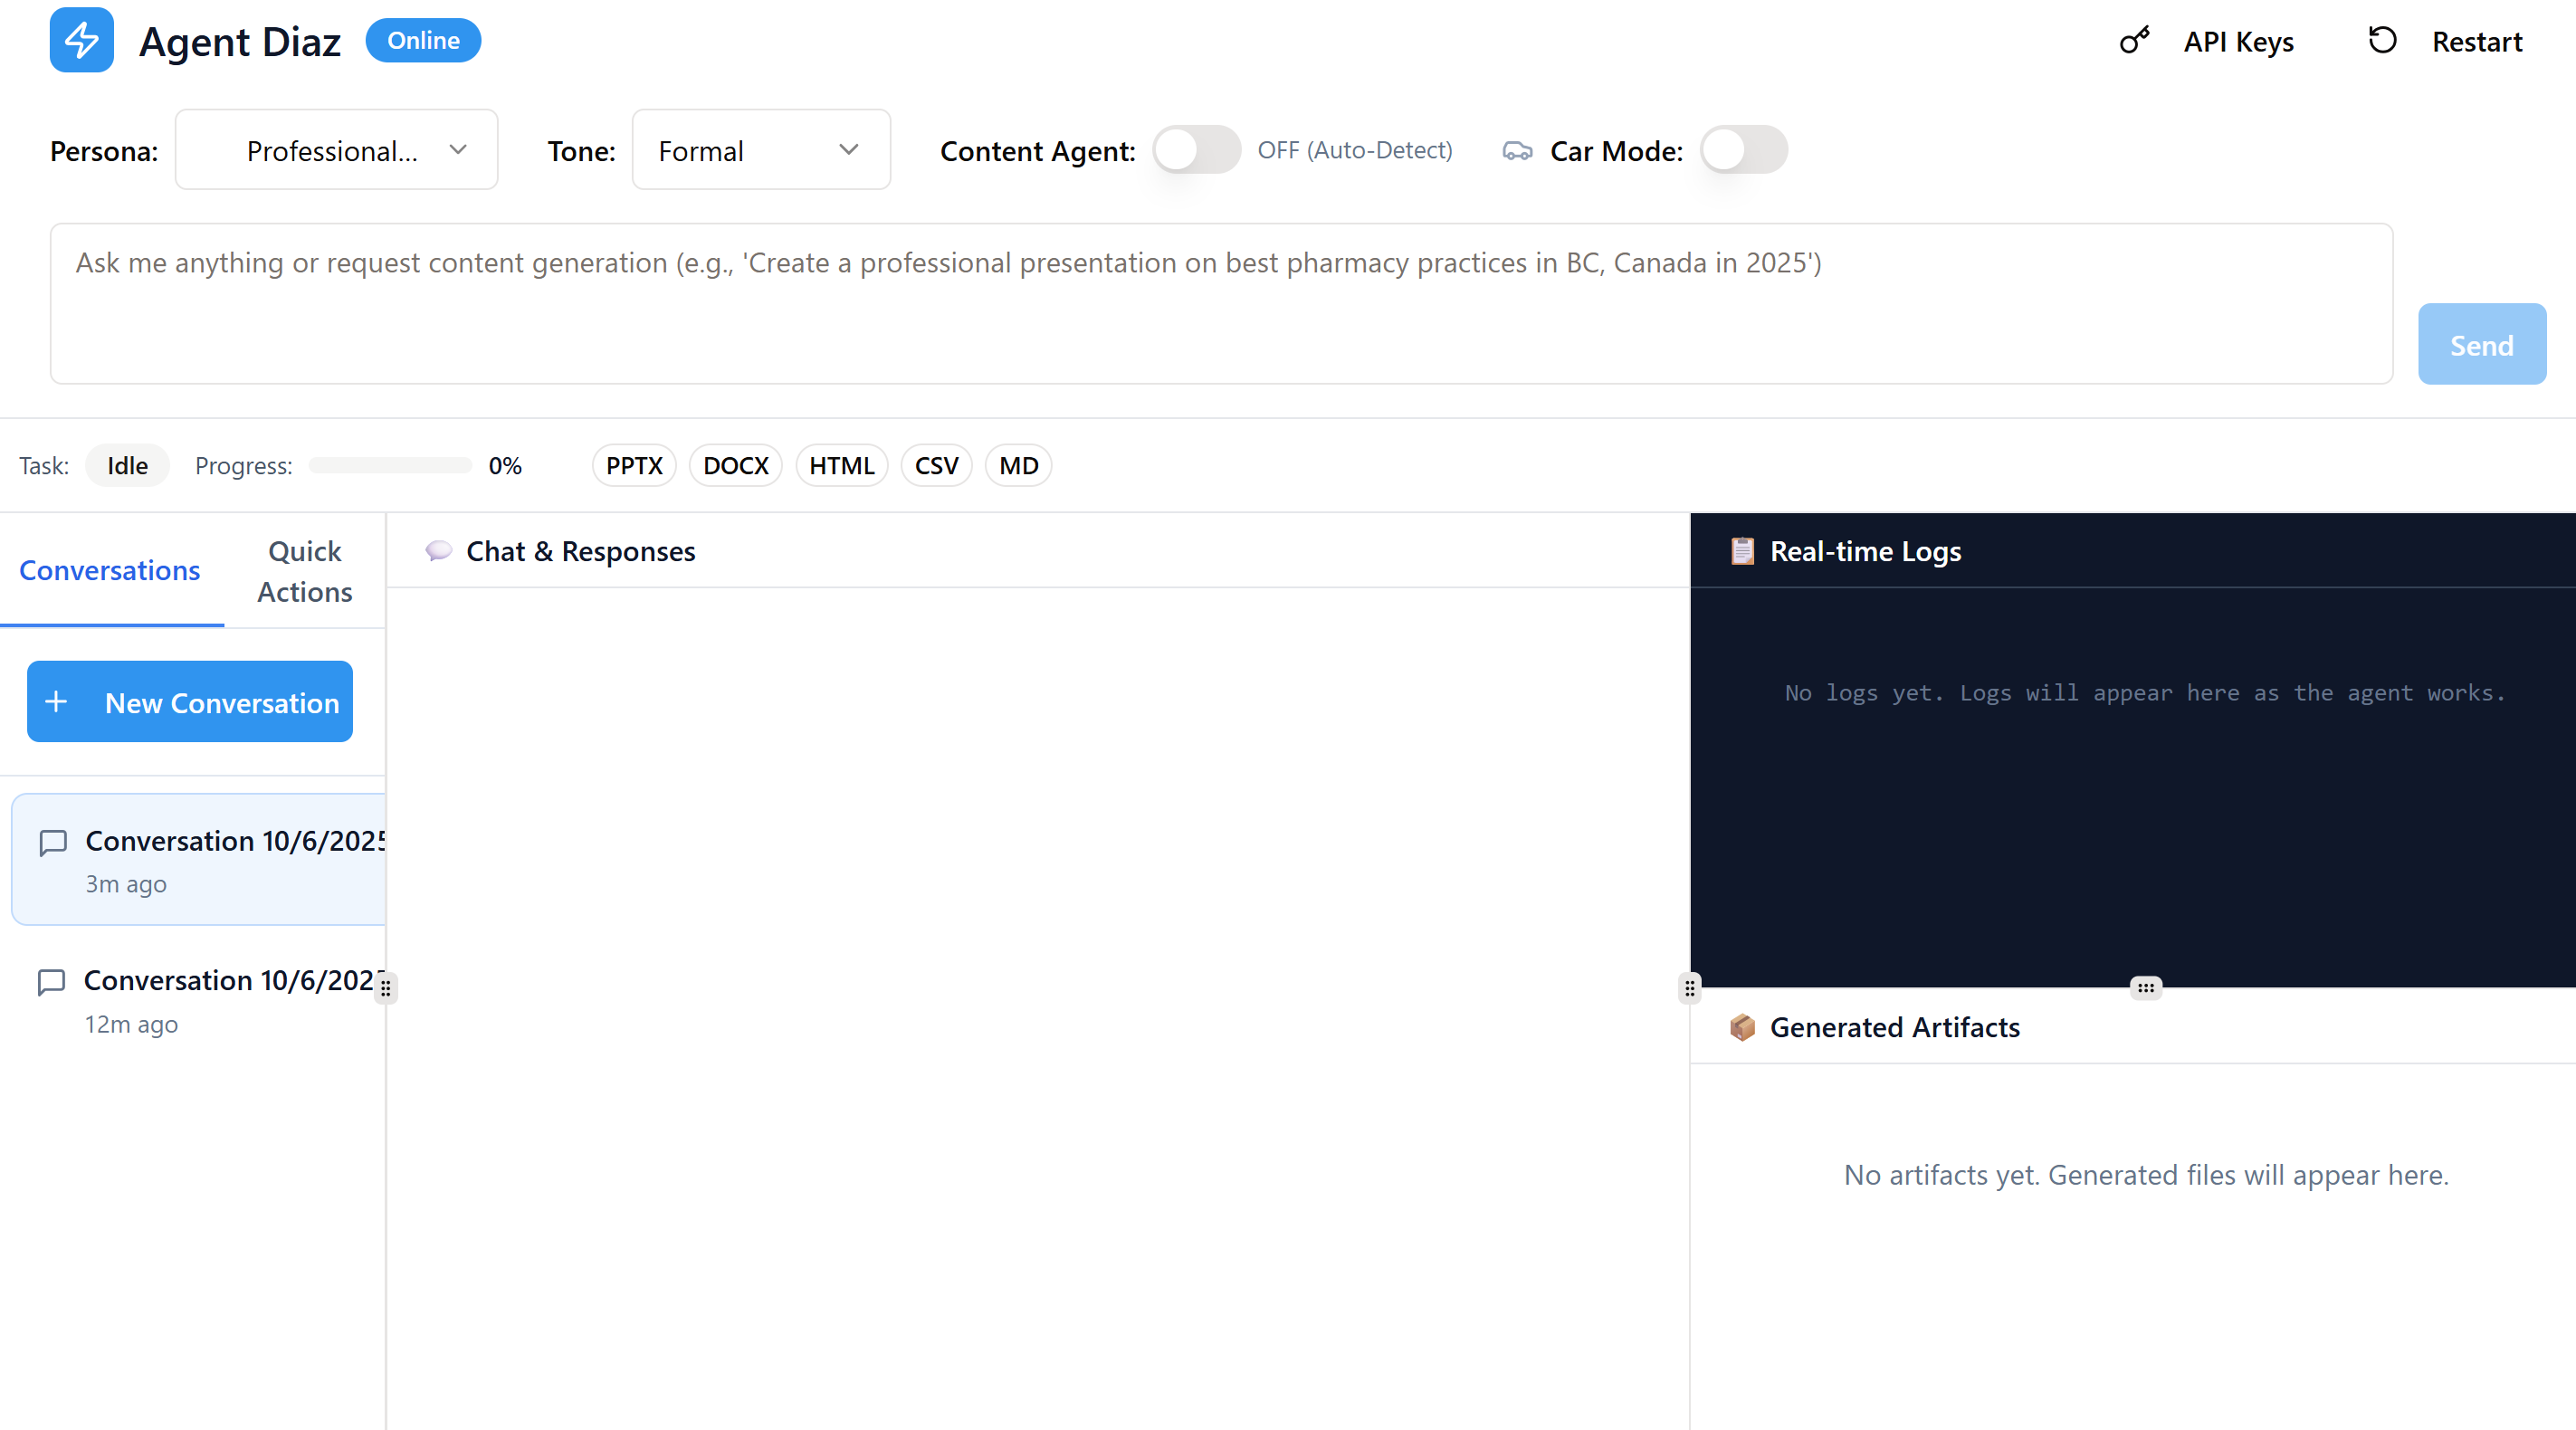 Agent Diaz
Online
API Keys
Restart
Persona:
Professional...
Tone:
Formal
Content Agent:
OFF (Auto-Detect)
Car Mode:
Ask me anything or request content generation (e.g., 'Create a professional presentation on best pharmacy practices in BC, Canada in 2025')
Send
Task:
Idle
Progress:
0%
PPTX
DOCX
HTML
CSV
MD
Conversations
Quick
Actions
New Conversation
Conversation 10/6/2025
3m ago
Conversation 10/6/2025
12m ago
Chat & Responses
Real-time Logs
No logs yet. Logs will appear here as the agent works.
Generated Artifacts
No artifacts yet. Generated files will appear here.